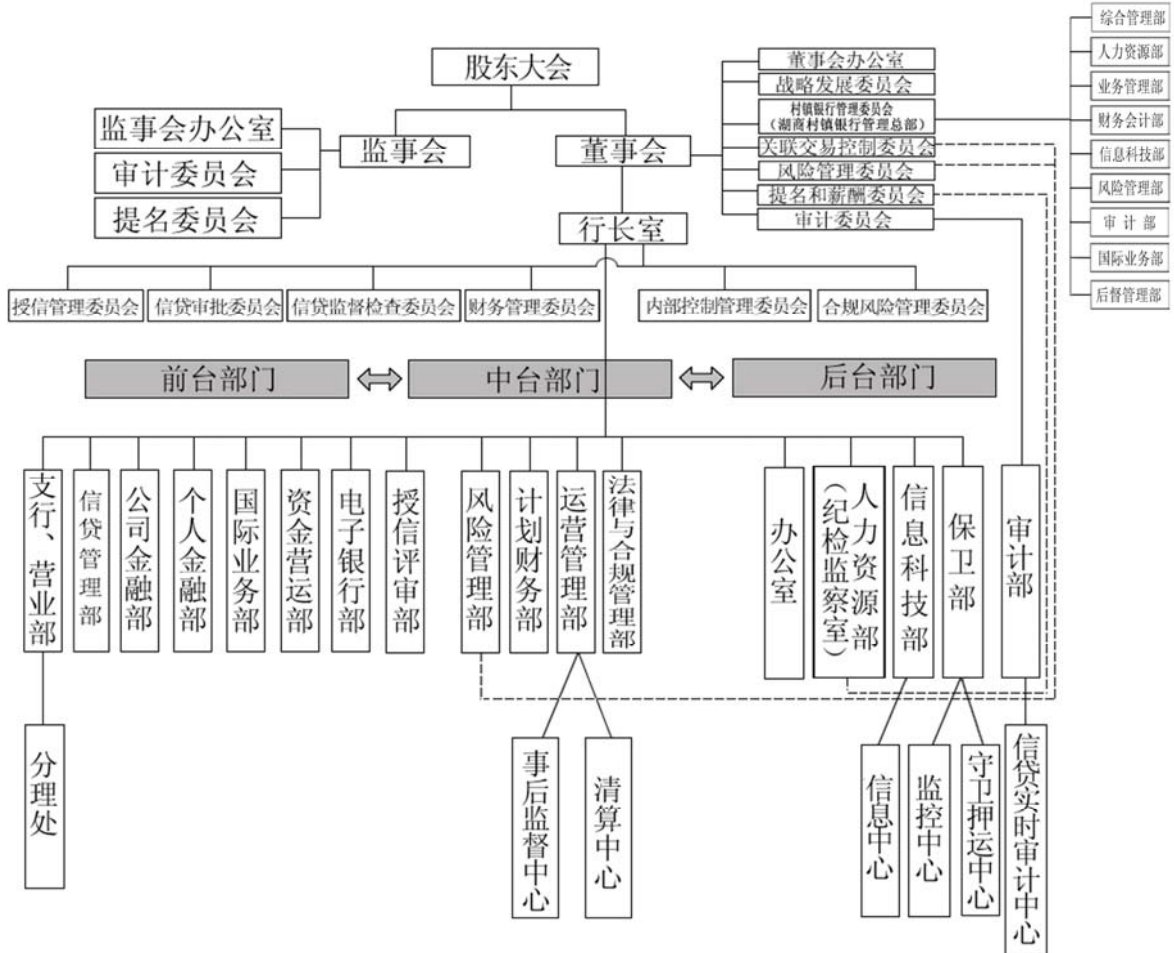 股东大会
监事会
董事会
监事会办公室
审计委员会
提名委员会
董事会办公室
战略发展委员会
村镇银行管理委员会
（湖商村镇银行管理总部）
关联交易控制委员会
风险管理委员会
提名和薪酬委员会
审计委员会
综合管理部
人力资源部
业务管理部
财务会计部
信息科技部
风险管理部
审计部
国际业务部
后督管理部
行长室
授信管理委员会
信贷审批委员会
信贷监督检查委员会
财务管理委员会
内部控制管理委员会
合规风险管理委员会
前台部门
中台部门
后台部门
支行、营业部
信贷管理部
公司金融部
个人金融部
国际业务部
资金营运部
电子银行部
授信评审部
风险管理部
计划财务部
运营管理部
法律与合规管理部
办公室
人力资源部
（纪检监察室）
信息科技部
保卫部
审计部
分理处
事后监督中心
清算中心
信息中心
监控中心
守卫押运中心
信贷实时审计中心